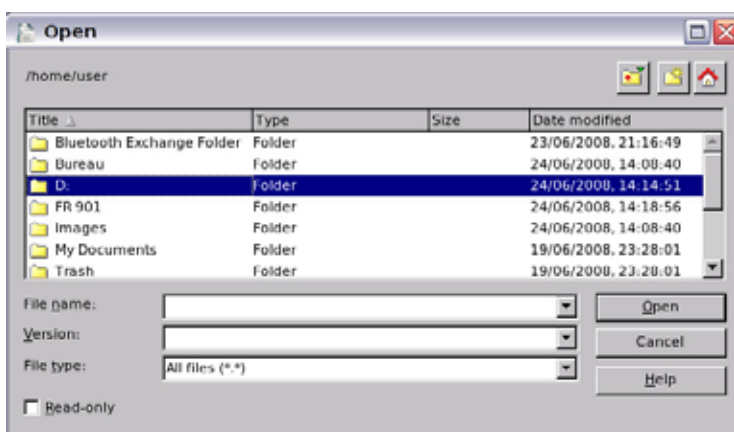 Open
/home/user
Title Type Size Date modified
Bluetooth Exchange Folder Folder 23/06/2008, 21:16:49
Bureau Folder 24/06/2008, 14:08:40
D: Folder 24/06/2008, 14:14:51
FR 901 Folder 24/06/2008, 14:18:56
Images Folder 24/06/2008, 14:08:40
My Documents Folder 19/06/2008, 23:28:01
Trash Folder 19/06/2008, 23:28:01
File name: Open
Version: Cancel
File type: All files (*.*) Help
Read-only